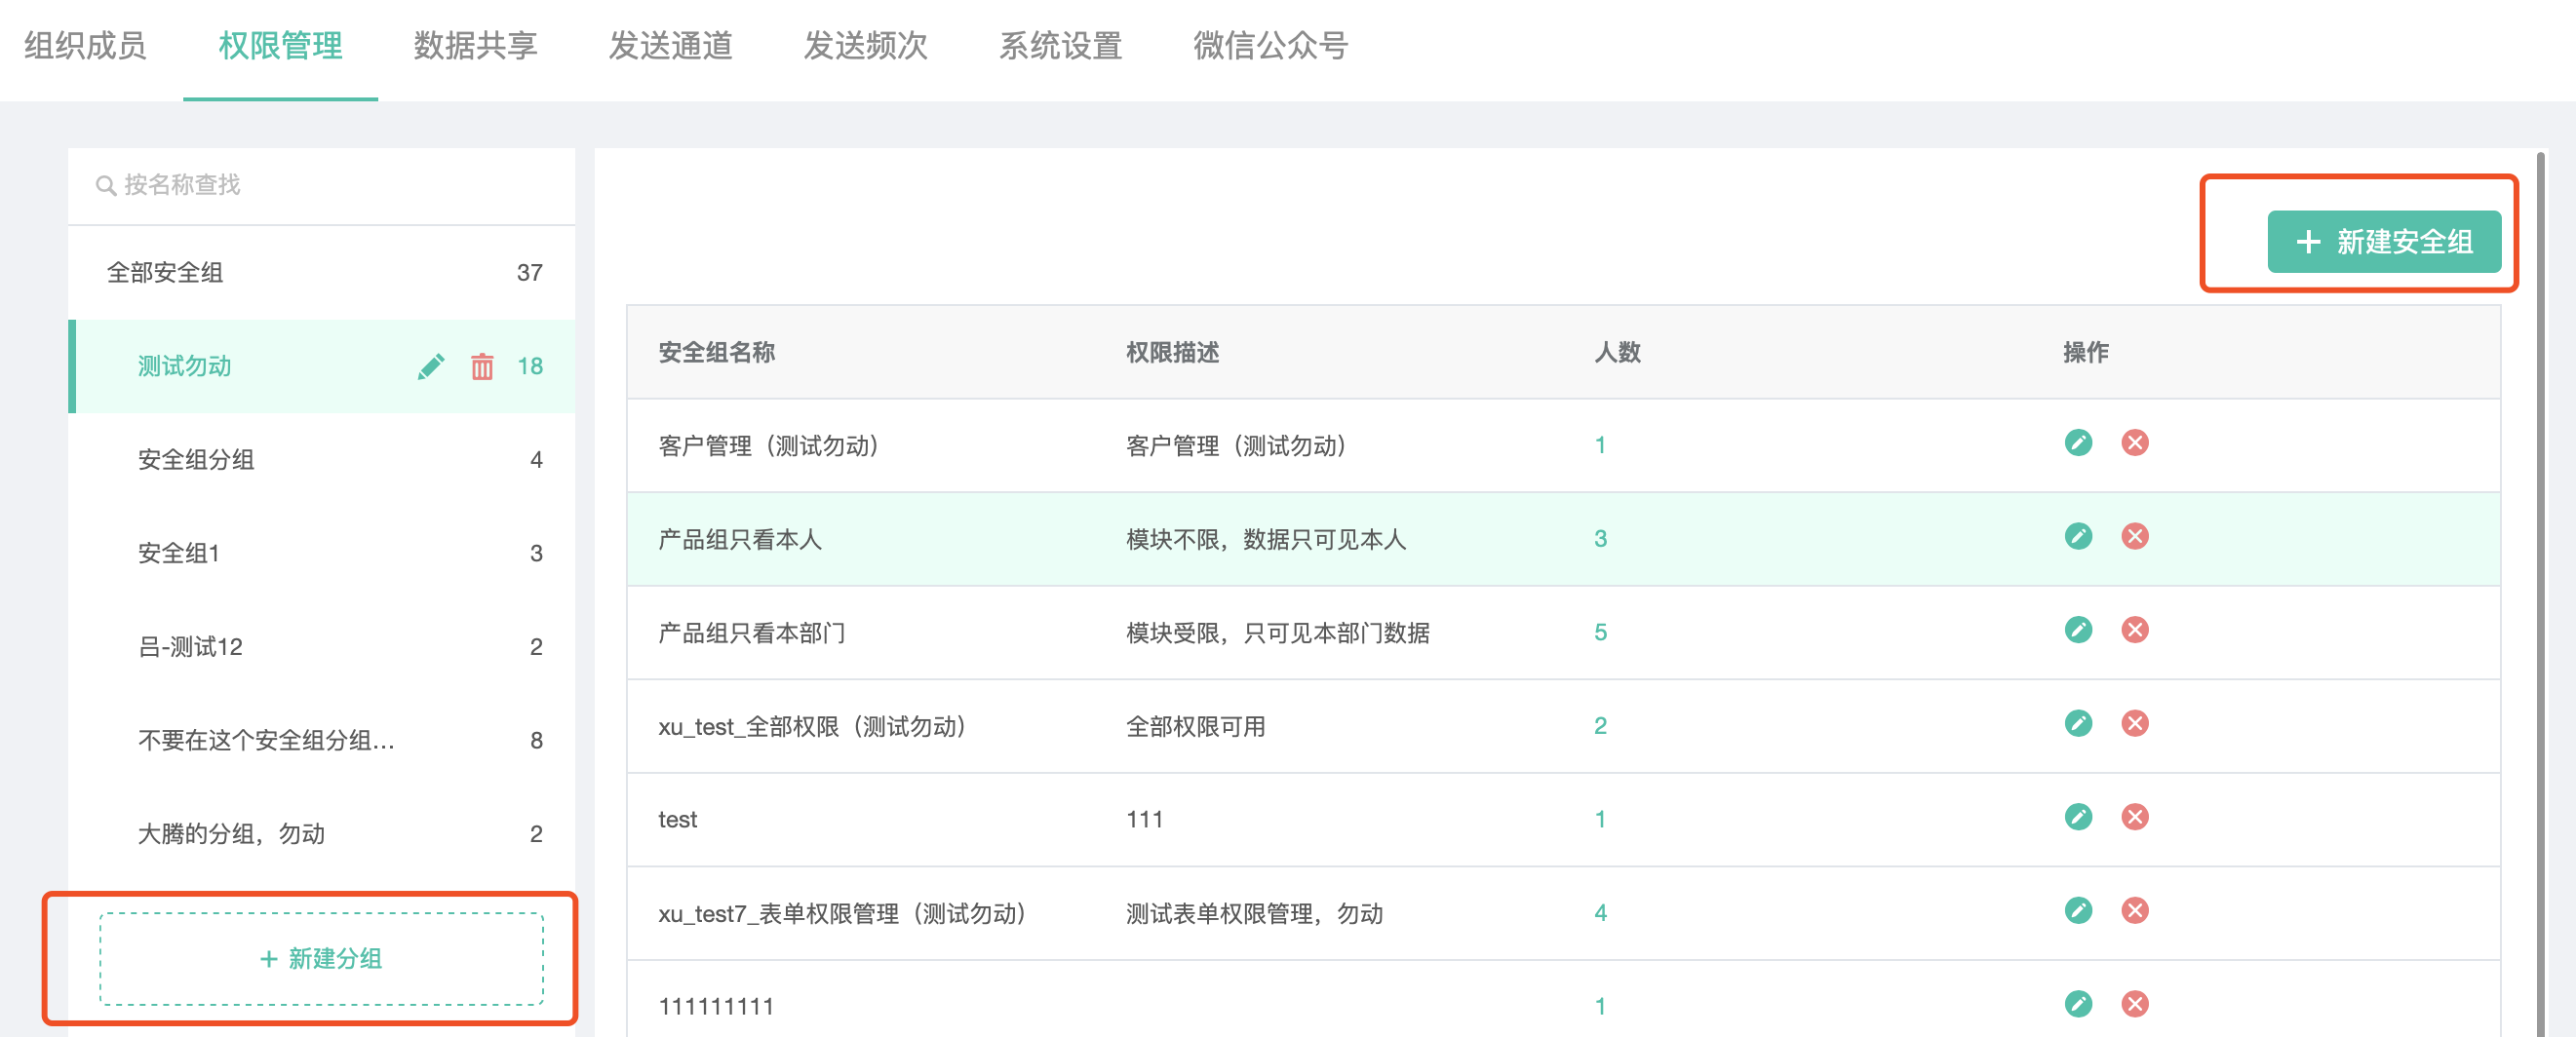 组织成员 权限管理 数据共享 发送通道 发送频次 系统设置 微信公众号
按名称查找
全部安全组 37
测试勿动 18
安全组分组 4
安全组1 3
吕-测试12 2
不要在这个安全组分组... 8
大腾的分组，勿动 2
+ 新建分组
+ 新建安全组
安全组名称 权限描述 人数 操作
客户管理（测试勿动） 客户管理（测试勿动） 1
产品组只看本人 模块不限，数据只可见本人 3
产品组只看本部门 模块受限，只可见本部门数据 5
xu_test_全部权限（测试勿动） 全部权限可用 2
test 111 1
xu_test7_表单权限管理（测试勿动） 测试表单权限管理，勿动 4
111111111 1